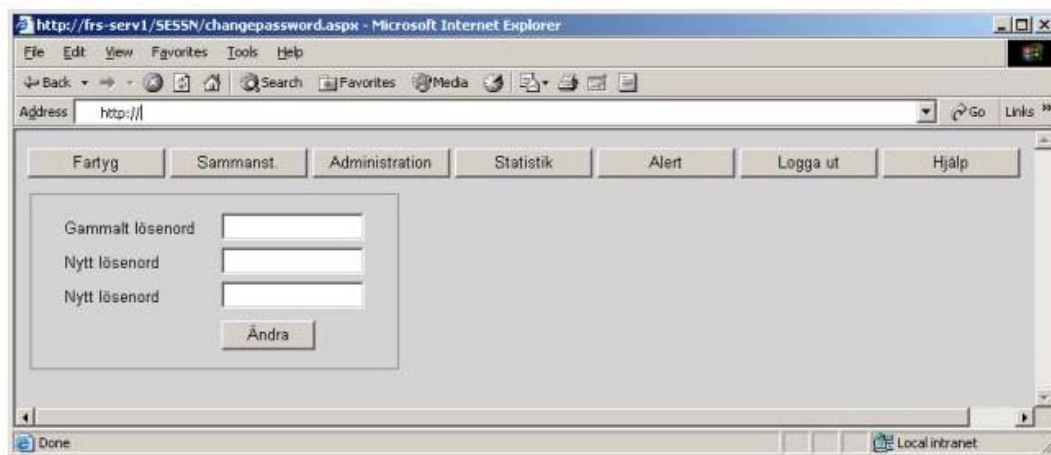 http://frs-serv1/SESSN/changepassword.aspx - Microsoft Internet Explorer
File Edit View Favorites Tools Help
Back Search Favorites Media
Address http:// Go Links »
Fartyg Sammanst. Administration Statistik Alert Logga ut Hjälp
Gammalt lösenord
Nytt lösenord
Nytt lösenord
Ändra
Done Local intranet